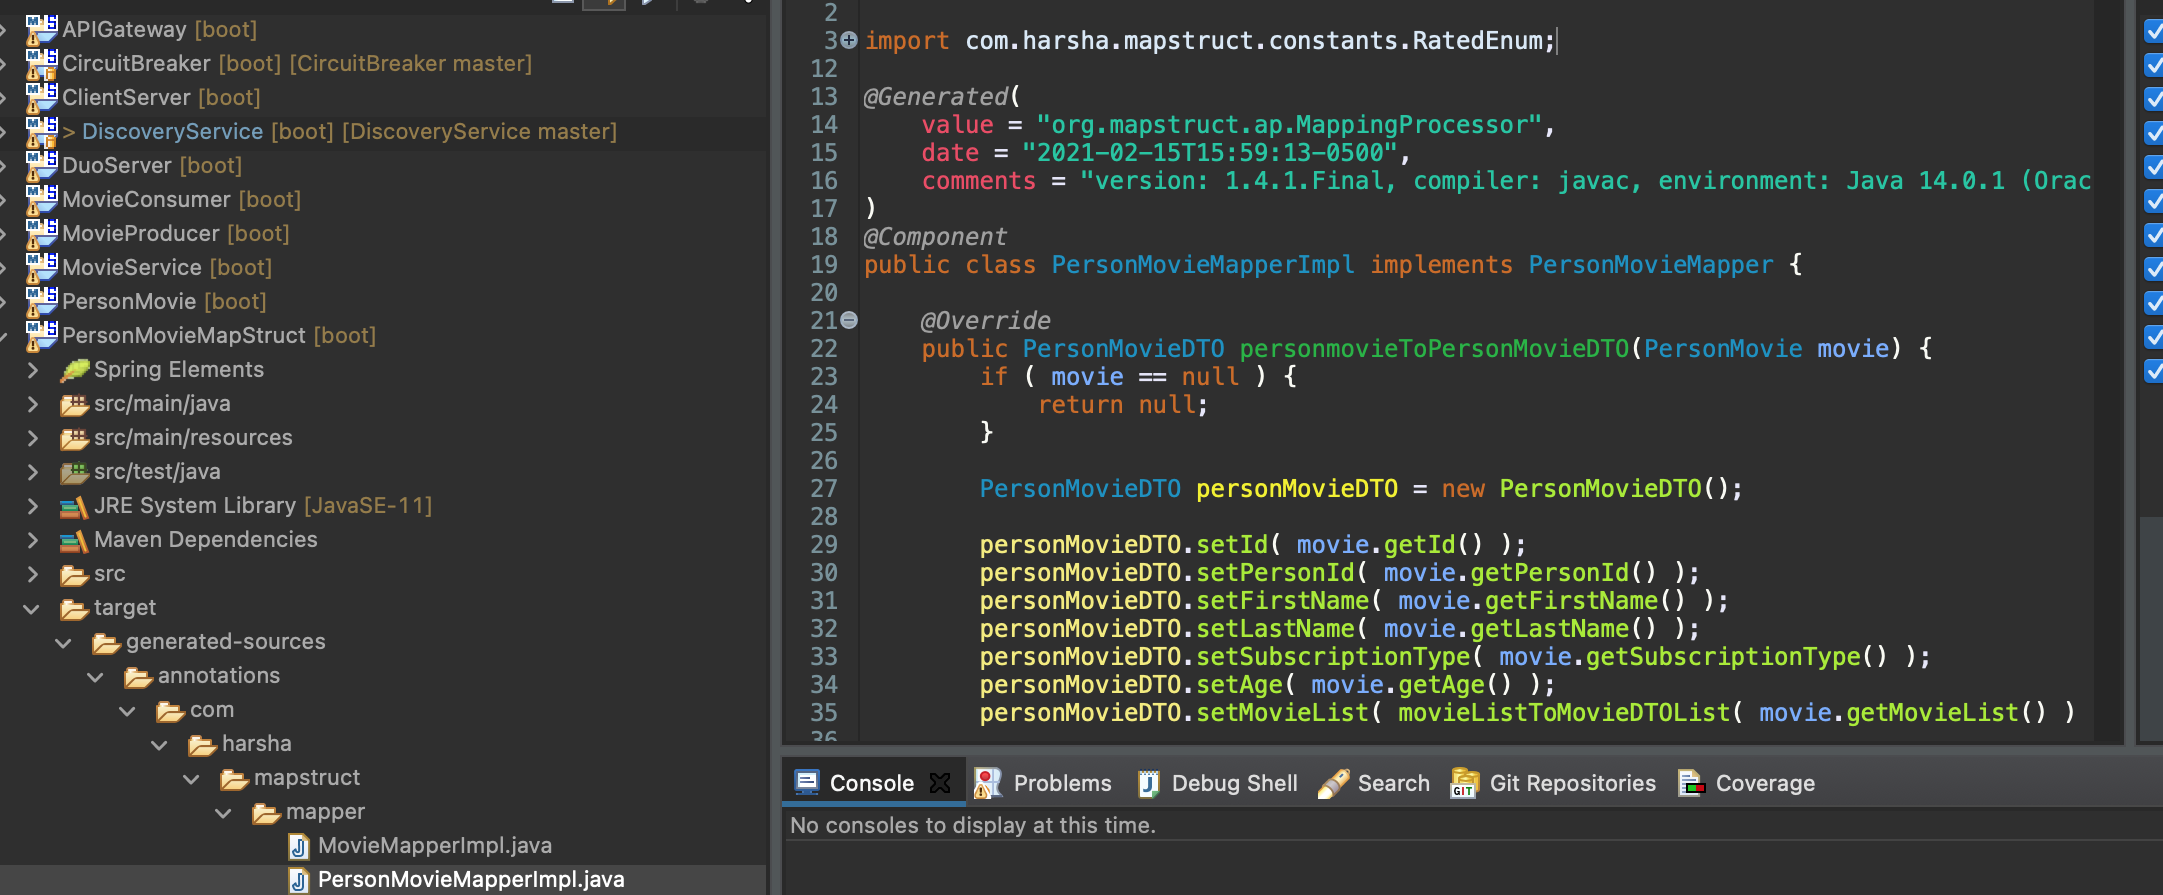 APIGateway [boot]
CircuitBreaker [boot] [CircuitBreaker master]
ClientServer [boot]
> DiscoveryService [boot] [DiscoveryService master]
DuoServer [boot]
MovieConsumer [boot]
MovieProducer [boot]
MovieService [boot]
PersonMovie [boot]
PersonMovieMapStruct [boot]
Spring Elements
src/main/java
src/main/resources
src/test/java
JRE System Library [JavaSE-11]
Maven Dependencies
src
target
generated-sources
annotations
com
harsha
mapstruct
mapper
MovieMapperImpl.java
PersonMovieMapperImpl.java
2
3 import com.harsha.mapstruct.constants.RatedEnum;
12
13 @Generated(
14     value = "org.mapstruct.ap.MappingProcessor",
15     date = "2021-02-15T15:59:13-0500",
16     comments = "version: 1.4.1.Final, compiler: javac, environment: Java 14.0.1 (Orac
17 )
18 @Component
19 public class PersonMovieMapperImpl implements PersonMovieMapper {
20
21     @Override
22     public PersonMovieDTO personmovieToPersonMovieDTO(PersonMovie movie) {
23         if ( movie == null ) {
24             return null;
25         }
26
27         PersonMovieDTO personMovieDTO = new PersonMovieDTO();
28
29         personMovieDTO.setId( movie.getId() );
30         personMovieDTO.setPersonId( movie.getPersonId() );
31         personMovieDTO.setFirstName( movie.getFirstName() );
32         personMovieDTO.setLastName( movie.getLastName() );
33         personMovieDTO.setSubscriptionType( movie.getSubscriptionType() );
34         personMovieDTO.setAge( movie.getAge() );
35         personMovieDTO.setMovieList( movieListToMovieDTOList( movie.getMovieList() )
36
Console Problems Debug Shell Search Git Repositories Coverage
No consoles to display at this time.